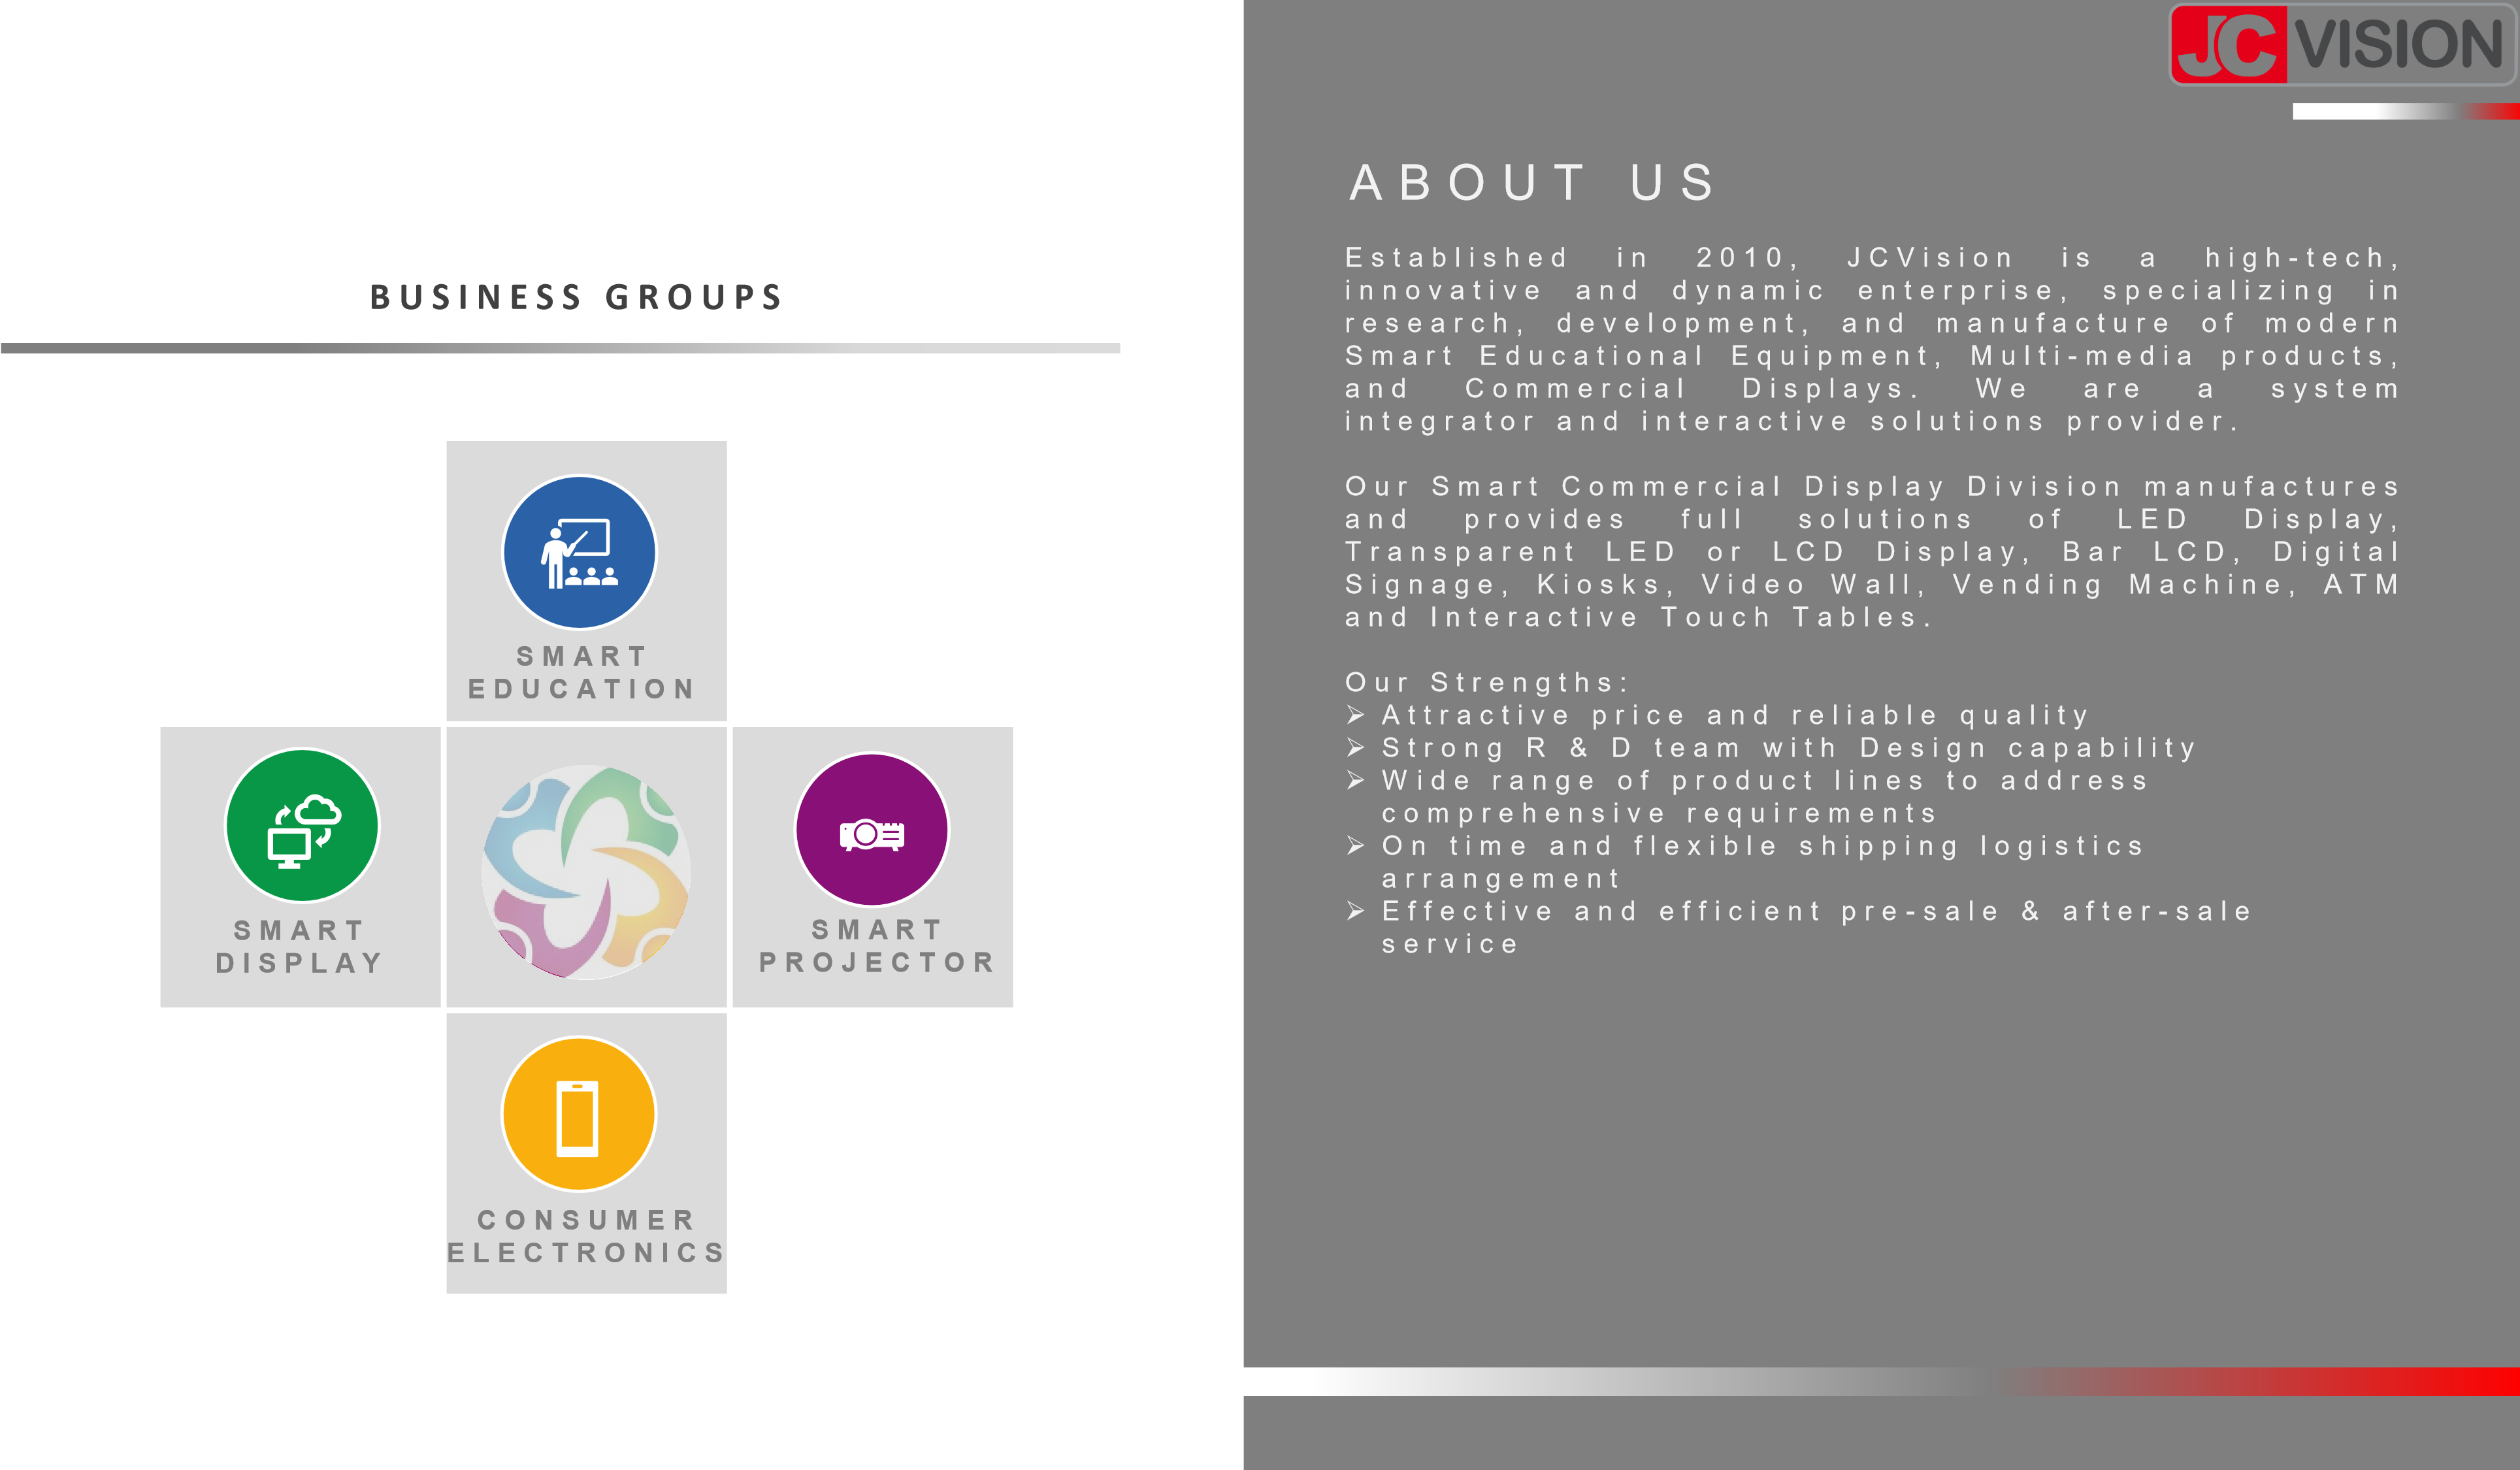 BUSINESS GROUPS
SMART
EDUCATION
SMART
DISPLAY
SMART
PROJECTOR
CONSUMER
ELECTRONICS
JC VISION
ABOUT US
Established in 2010, JCVision is a high-tech,
innovative and dynamic enterprise, specializing in
research, development, and manufacture of modern
Smart Educational Equipment, Multi-media products,
and Commercial Displays. We are a system
integrator and interactive solutions provider.
Our Smart Commercial Display Division manufactures
and provides full solutions of LED Display,
Transparent LED or LCD Display, Bar LCD, Digital
Signage, Kiosks, Video Wall, Vending Machine, ATM
and Interactive Touch Tables.
Our Strengths:
➢ Attractive price and reliable quality
➢ Strong R & D team with Design capability
➢ Wide range of product lines to address
comprehensive requirements
➢ On time and flexible shipping logistics
arrangement
➢ Effective and efficient pre-sale & after-sale
service